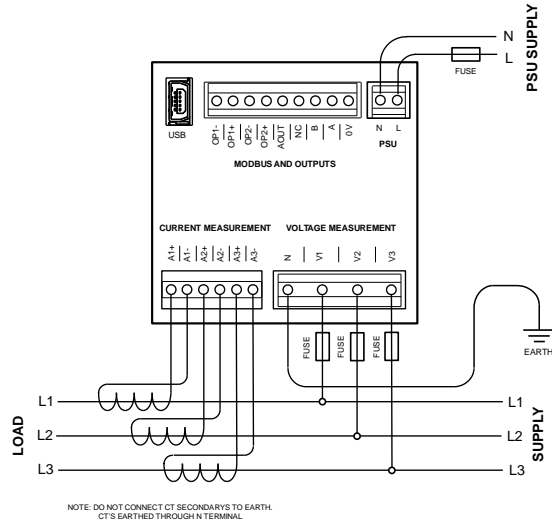 N
L
FUSE
PSU SUPPLY
USB
OP1- OP1+ OP2- OP2+ AOUT NC B A 0V
N L
PSU
MODBUS AND OUTPUTS
CURRENT MEASUREMENT VOLTAGE MEASUREMENT
A1+ A1- A2+ A2- A3+ A3- N V1 V2 V3
FUSE FUSE FUSE
EARTH
LOAD
L1 L1
L2 L2
L3 L3
SUPPLY
NOTE: DO NOT CONNECT CT SECONDARYS TO EARTH.
CT'S EARTHED THROUGH N TERMINAL